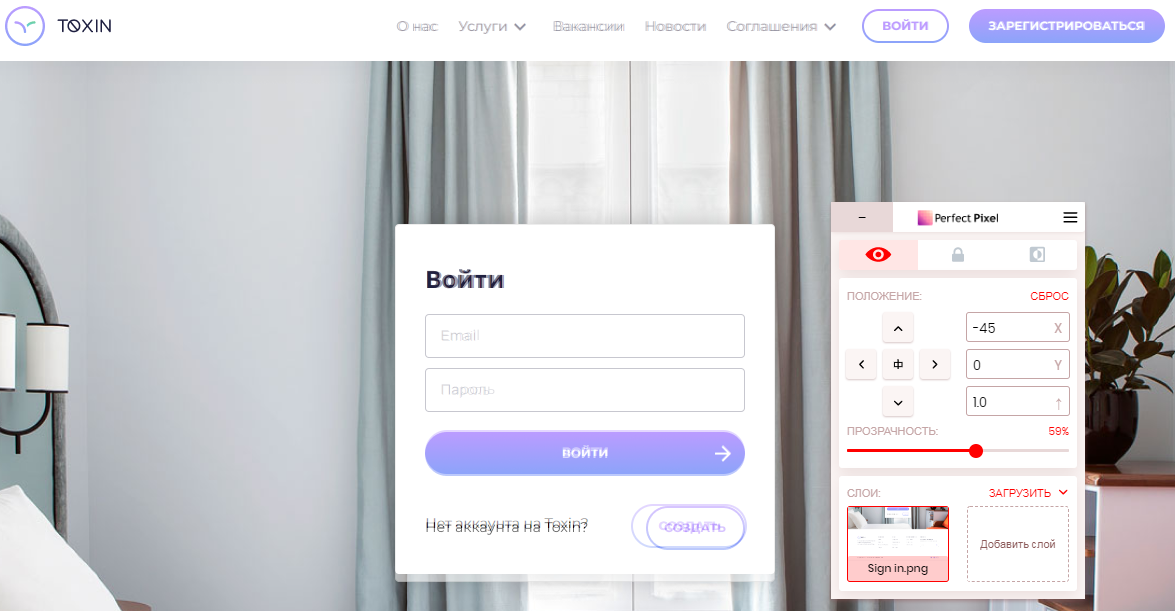 TOXIN
О нас Услуги Вакансии Новости Соглашения ВОЙТИ ЗАРЕГИСТРИРОВАТЬСЯ
Войти
Email
Пароль
ВОЙТИ
Нет аккаунта на Toxin? СОЗДАТЬ
– Perfect Pixel
ПОЛОЖЕНИЕ: СБРОС
-45 X
0 Y
1.0 ↑
ПРОЗРАЧНОСТЬ: 59%
СЛОИ: ЗАГРУЗИТЬ
Sign in.png
Добавить слой